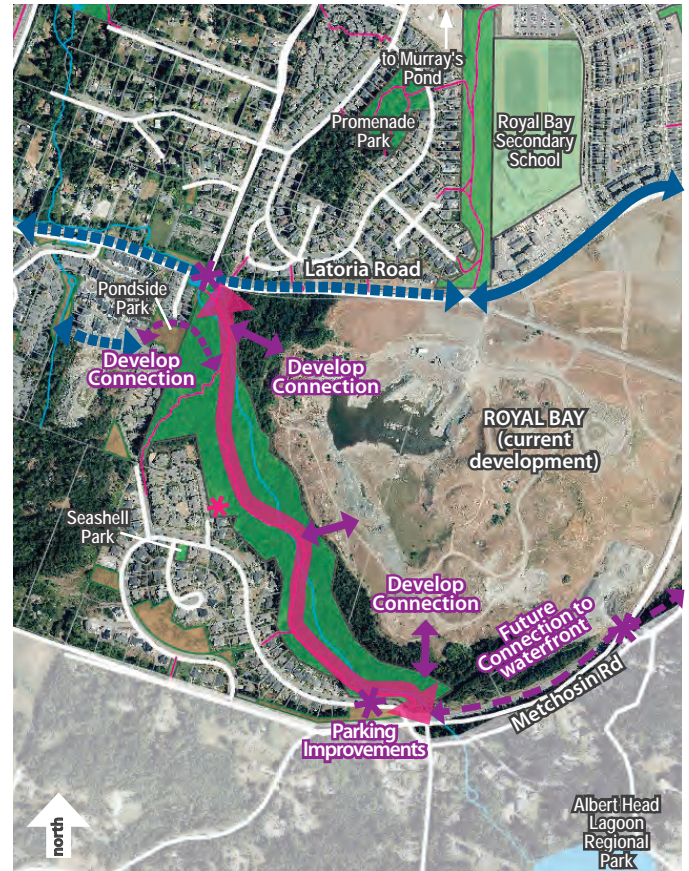 to Murray's
Pond
Promenade
Park
Royal Bay
Secondary
School
Latoria Road
Pondside
Park
Develop
Connection
Develop
Connection
ROYAL BAY
(current
development)
Seashell
Park
Develop
Connection
Future
Connection to
waterfront
Metchosin Rd
Parking
Improvements
Albert Head
Lagoon
Regional
Park
north